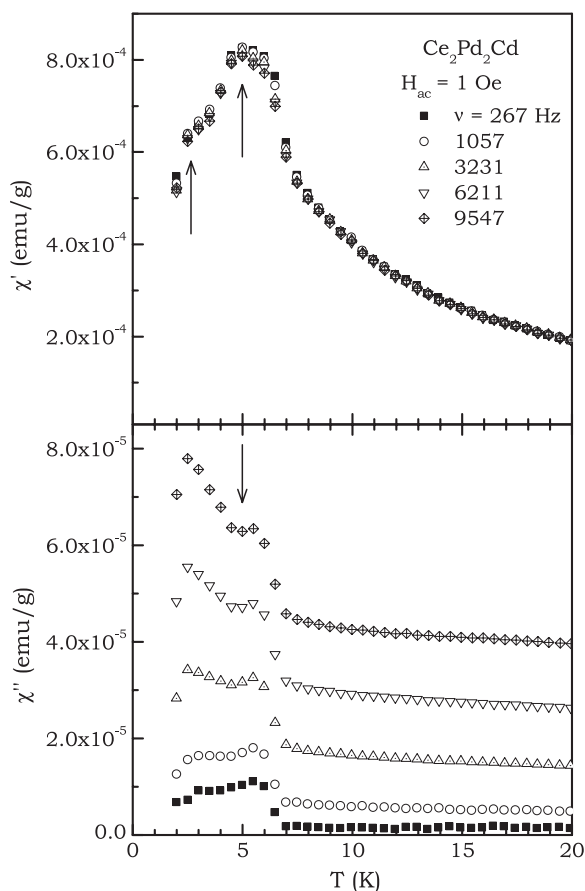 Ce₂Pd₂Cd
H_ac = 1 Oe
ν = 267 Hz
1057
3231
6211
9547
8.0x10⁻⁴
6.0x10⁻⁴
4.0x10⁻⁴
2.0x10⁻⁴
χ' (emu/g)
8.0x10⁻⁵
6.0x10⁻⁵
4.0x10⁻⁵
2.0x10⁻⁵
0.0
χ'' (emu/g)
0 5 10 15 20
T (K)